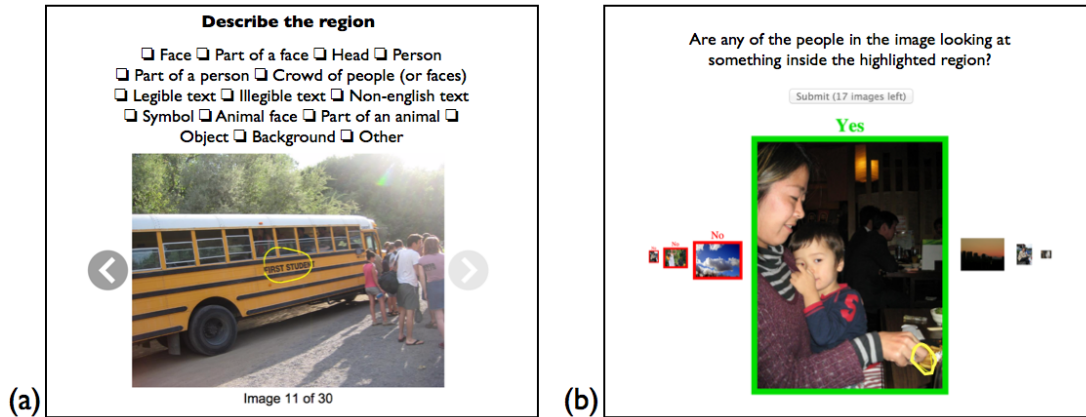 Describe the region
❏ Face ❏ Part of a face ❏ Head ❏ Person
❏ Part of a person ❏ Crowd of people (or faces)
❏ Legible text ❏ Illegible text ❏ Non-english text
❏ Symbol ❏ Animal face ❏ Part of an animal ❏
Object ❏ Background ❏ Other
FIRST STUDENT
Image 11 of 30
(a)
Are any of the people in the image looking at
something inside the highlighted region?
Submit (17 images left)
Yes
No
No
(b)